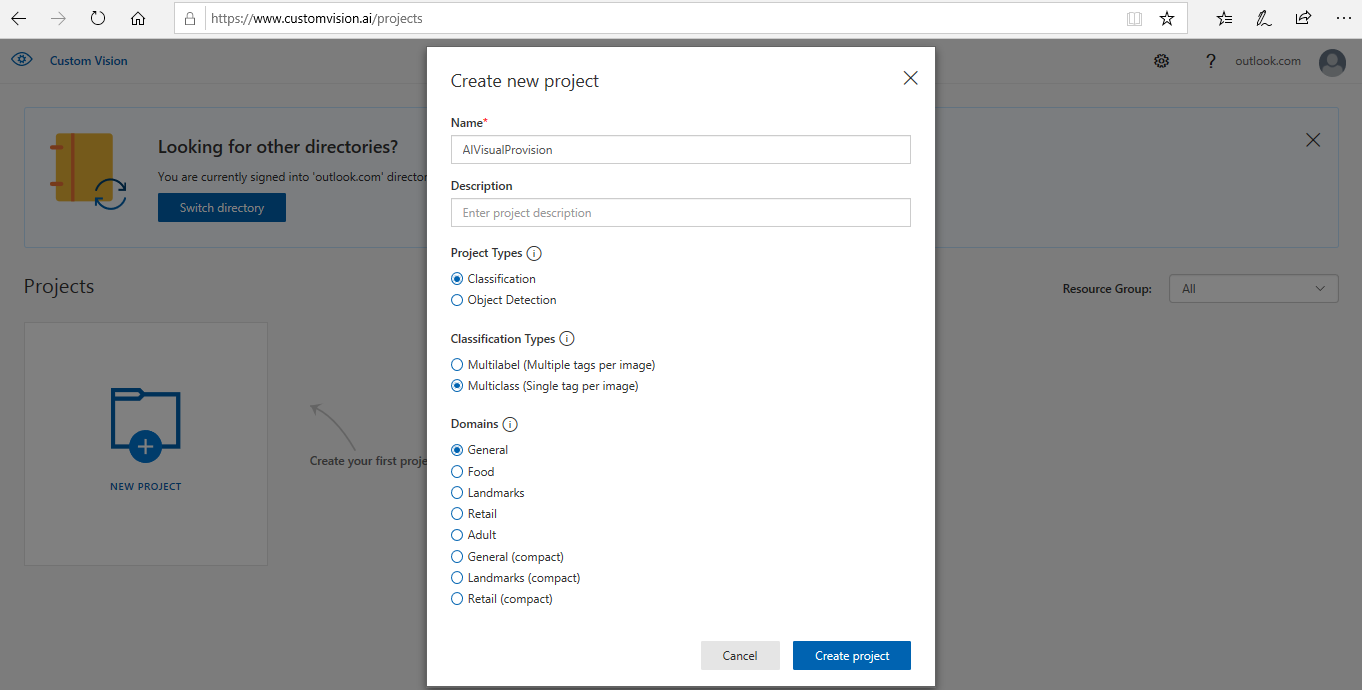 https://www.customvision.ai/projects
Custom Vision
? outlook.com
Looking for other directories?
You are currently signed into 'outlook.com' director
Switch directory
Projects
Resource Group: All
NEW PROJECT
Create your first proje
Create new project
Name*
AIVisualProvision
Description
Enter project description
Project Types i
Classification
Object Detection
Classification Types i
Multilabel (Multiple tags per image)
Multiclass (Single tag per image)
Domains i
General
Food
Landmarks
Retail
Adult
General (compact)
Landmarks (compact)
Retail (compact)
Cancel Create project